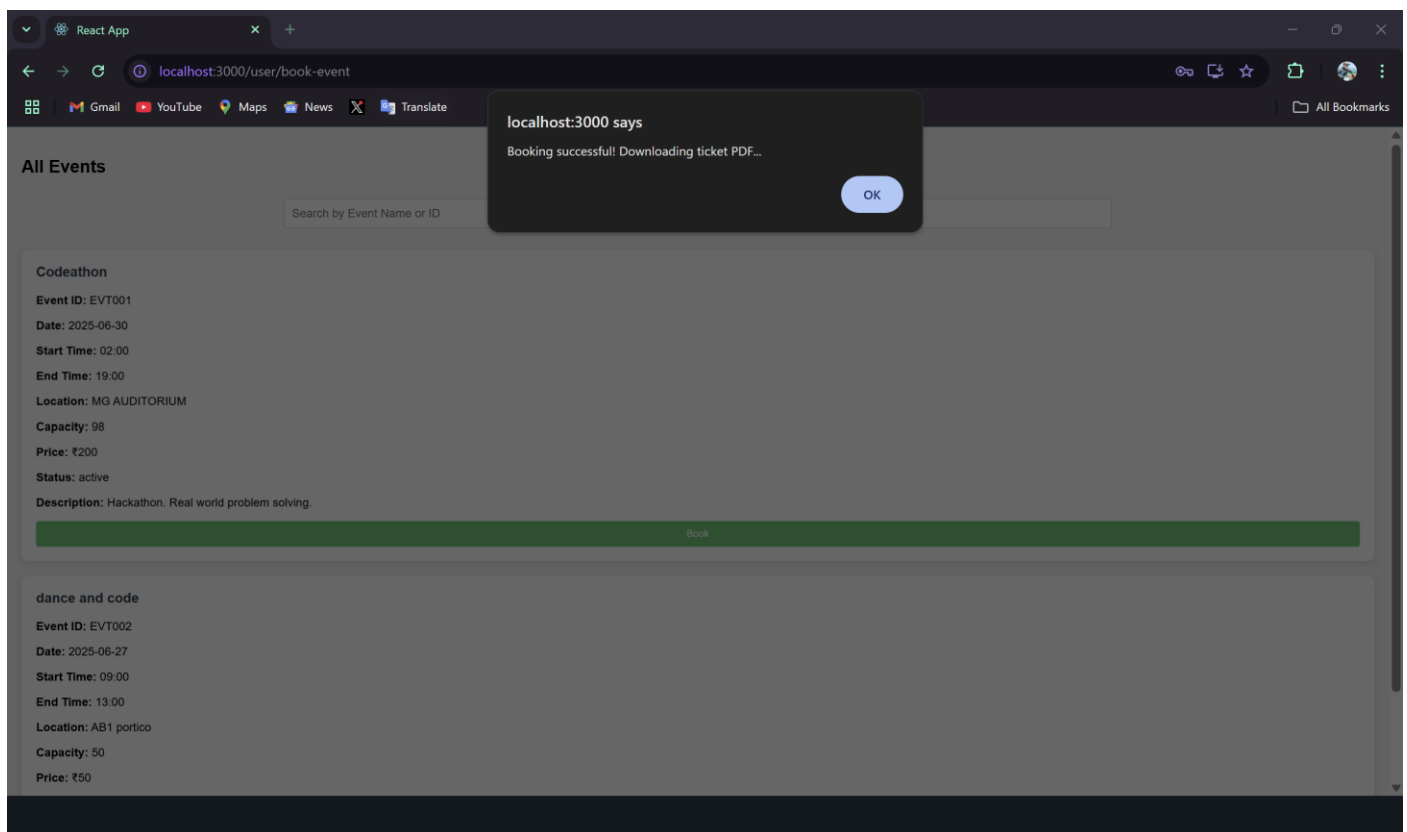 React App
localhost:3000/user/book-event
Gmail YouTube Maps News Translate All Bookmarks
localhost:3000 says
Booking successful! Downloading ticket PDF...
OK
All Events
Search by Event Name or ID
Codeathon
Event ID: EVT001
Date: 2025-06-30
Start Time: 02:00
End Time: 19:00
Location: MG AUDITORIUM
Capacity: 98
Price: ₹200
Status: active
Description: Hackathon. Real world problem solving.
Book
dance and code
Event ID: EVT002
Date: 2025-06-27
Start Time: 09:00
End Time: 13:00
Location: AB1 portico
Capacity: 50
Price: ₹50